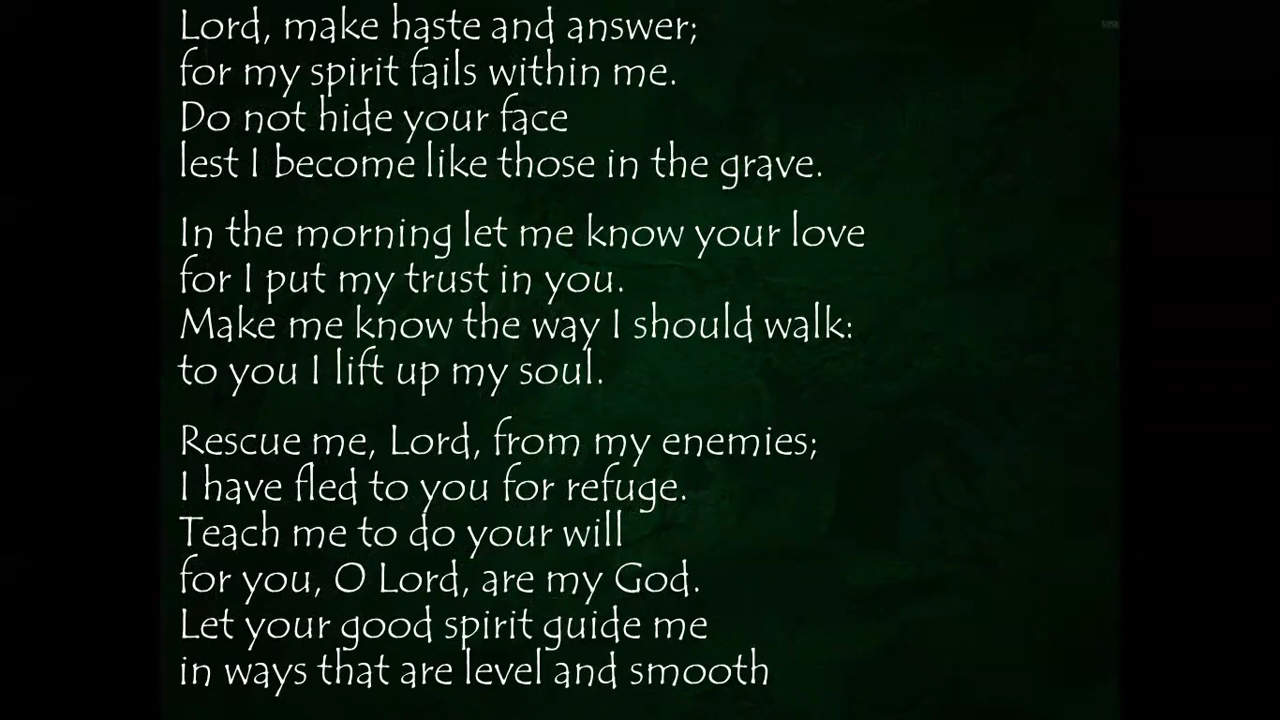 Lord, make haste and answer;
for my spirit fails within me.
Do not hide your face
lest I become like those in the grave.
In the morning let me know your love
for I put my trust in you.
Make me know the way I should walk:
to you I lift up my soul.
Rescue me, Lord, from my enemies;
I have fled to you for refuge.
Teach me to do your will
for you, O Lord, are my God.
Let your good spirit guide me
in ways that are level and smooth